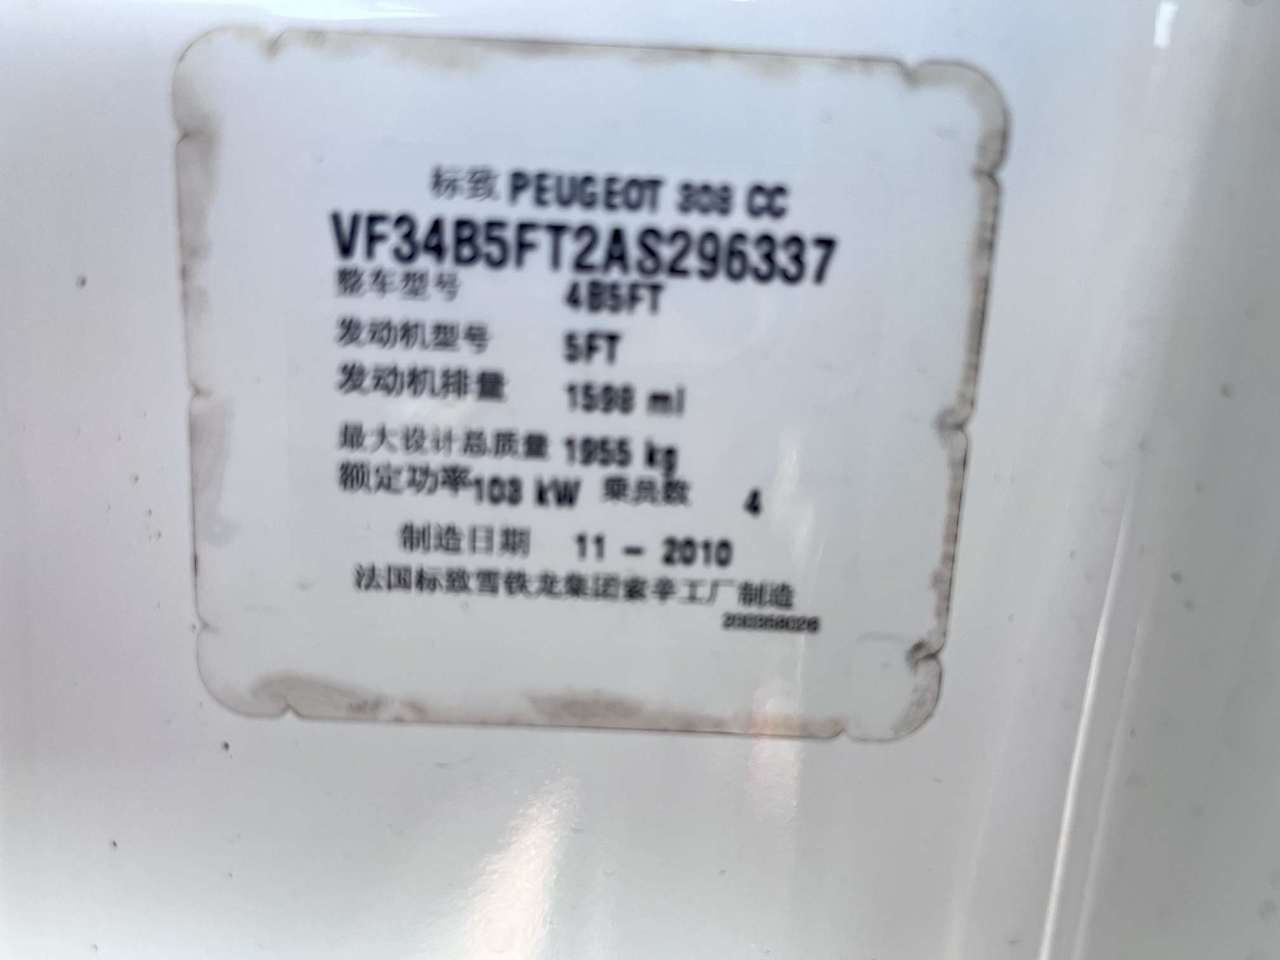 标致 PEUGEOT 308 CC
VF34B5FT2AS296337
整车型号 4B5FT
发动机型号 5FT
发动机排量 1598 ml
最大设计总质量 1955 kg
额定功率 103 kW 乘员数 4
制造日期 11 - 2010
法国标致雪铁龙集团索肖工厂制造